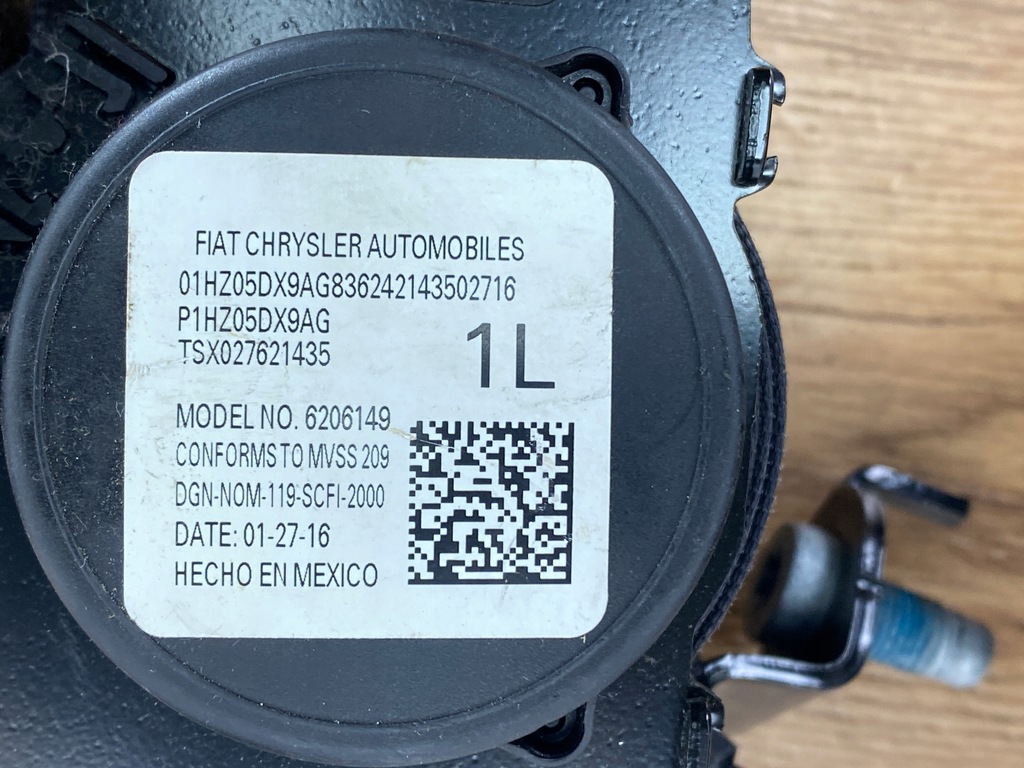 FIAT CHRYSLER AUTOMOBILES
01HZ05DX9AG836242143502716
P1HZ05DX9AG
TSX027621435
1L
MODEL NO. 6206149
CONFORMS TO MVSS 209
DGN-NOM-119-SCFI-2000
DATE: 01-27-16
HECHO EN MEXICO